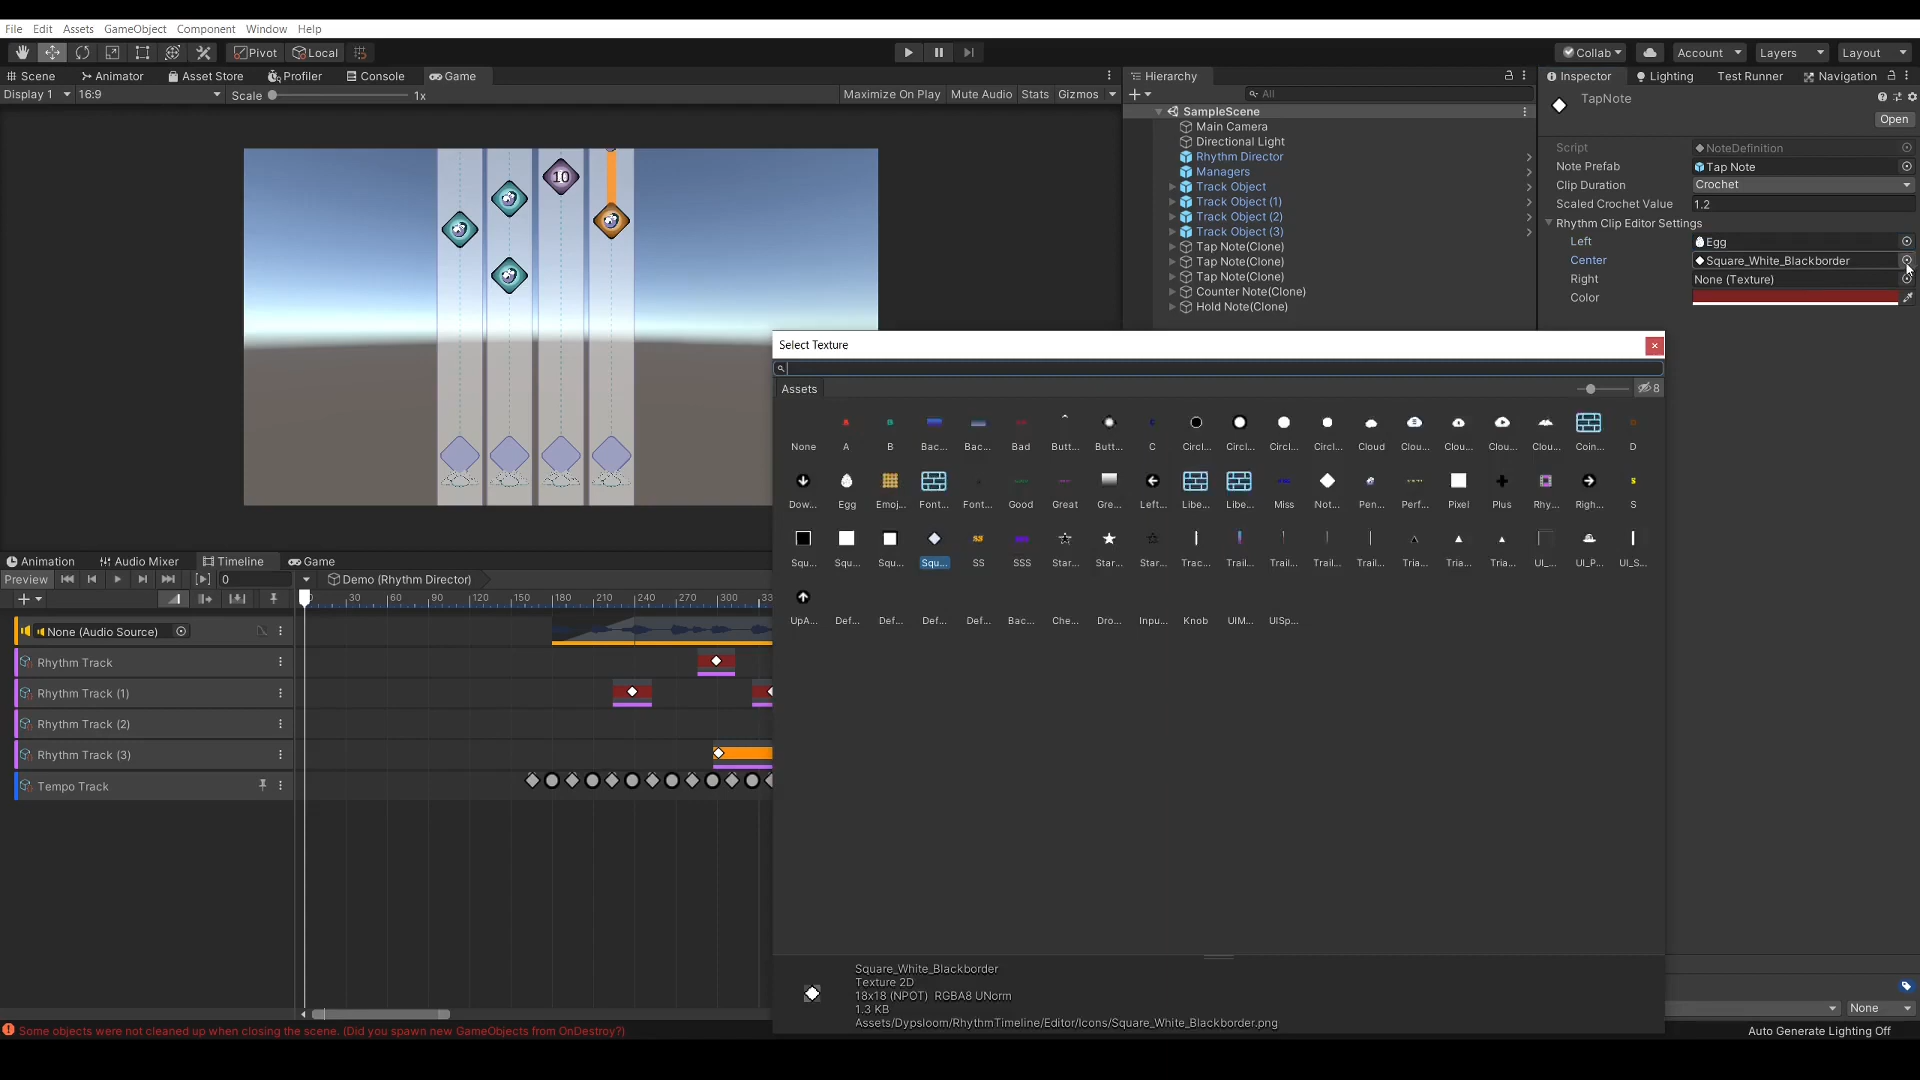 File Edit Assets GameObject Component Window Help
Pivot Local Collab Account Layers Layout
Scene Animator Asset Store Profiler Console Game
Display 1 16:9 Scale 1x Maximize On Play Mute Audio Stats Gizmos
10
Hierarchy
All
SampleScene
Main Camera
Directional Light
Rhythm Director
Managers
Track Object
Track Object (1)
Track Object (2)
Track Object (3)
Tap Note(Clone)
Tap Note(Clone)
Tap Note(Clone)
Counter Note(Clone)
Hold Note(Clone)
Inspector Lighting Test Runner Navigation
TapNote
Open
Script NoteDefinition
Note Prefab Tap Note
Clip Duration Crochet
Scaled Crochet Value 1.2
Rhythm Clip Editor Settings
Left Egg
Center Square_White_Blackborder
Right None (Texture)
Color
Select Texture
Assets 8
None A B Bac... Bac... Bad Butt... Butt... C Circl... Circl... Circl... Circl... Cloud Clou... Clou... Clou... Clou... Coin... D
Dow... Egg Emoj... Font... Font... Good Great Gre... Left... Libe... Libe... Miss Not... Pen... Perf... Pixel Plus Rhy... Righ... S
Squ... Squ... Squ... Squ... SS SSS Star... Star... Star... Trac... Trail... Trail... Trail... Trail... Tria... Tria... Tria... UI_... UI_P... UI_S...
UpA... Def... Def... Def... Def... Bac... Che... Dro... Inpu... Knob UIM... UISp...
Square_White_Blackborder
Texture 2D
18x18 (NPOT) RGBA8 UNorm
1.3 KB
Assets/Dypsloom/RhythmTimeline/Editor/Icons/Square_White_Blackborder.png
Animation Audio Mixer Timeline Game
Preview 0 Demo (Rhythm Director)
30 60 90 120 150 180 210 240 270 300
None (Audio Source)
Rhythm Track
Rhythm Track (1)
Rhythm Track (2)
Rhythm Track (3)
Tempo Track
None
Some objects were not cleaned up when closing the scene. (Did you spawn new GameObjects from OnDestroy?)
Auto Generate Lighting Off